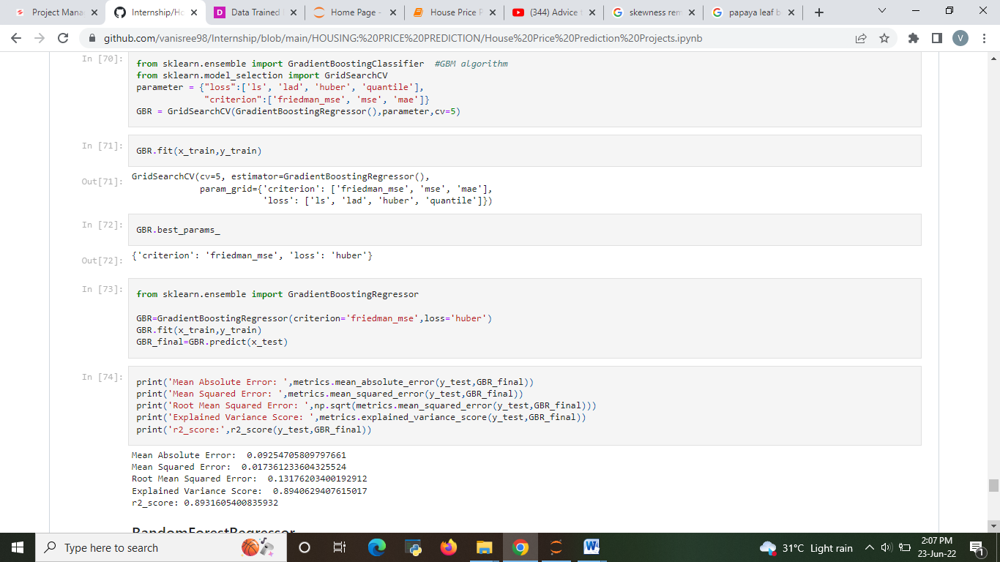 Project Mana
Internship/Ho
Data Trained
Home Page -
House Price P
(344) Advice t
skewness rem
papaya leaf b
github.com/vanisree98/Internship/blob/main/HOUSING:%20PRICE%20PREDICTION/House%20Price%20Prediction%20Projects.ipynb
V
In [70]:
from sklearn.ensemble import GradientBoostingClassifier  #GBM algorithm
from sklearn.model_selection import GridSearchCV
parameter = {"loss":['ls', 'lad', 'huber', 'quantile'],
             "criterion":['friedman_mse', 'mse', 'mae']}
GBR = GridSearchCV(GradientBoostingRegressor(),parameter,cv=5)
In [71]:
GBR.fit(x_train,y_train)
Out[71]:
GridSearchCV(cv=5, estimator=GradientBoostingRegressor(),
             param_grid={'criterion': ['friedman_mse', 'mse', 'mae'],
                         'loss': ['ls', 'lad', 'huber', 'quantile']})
In [72]:
GBR.best_params_
Out[72]:
{'criterion': 'friedman_mse', 'loss': 'huber'}
In [73]:
from sklearn.ensemble import GradientBoostingRegressor
GBR=GradientBoostingRegressor(criterion='friedman_mse',loss='huber')
GBR.fit(x_train,y_train)
GBR_final=GBR.predict(x_test)
In [74]:
print('Mean Absolute Error: ',metrics.mean_absolute_error(y_test,GBR_final))
print('Mean Squared Error: ',metrics.mean_squared_error(y_test,GBR_final))
print('Root Mean Squared Error: ',np.sqrt(metrics.mean_squared_error(y_test,GBR_final)))
print('Explained Variance Score: ',metrics.explained_variance_score(y_test,GBR_final))
print('r2_score:',r2_score(y_test,GBR_final))
Mean Absolute Error:  0.09254705809797661
Mean Squared Error:  0.017361233604325524
Root Mean Squared Error:  0.13176203400192912
Explained Variance Score:  0.8940629407615017
r2_score: 0.8931605400835932
RandomForestRegressor
Type here to search
31°C Light rain
2:07 PM
23-Jun-22
1